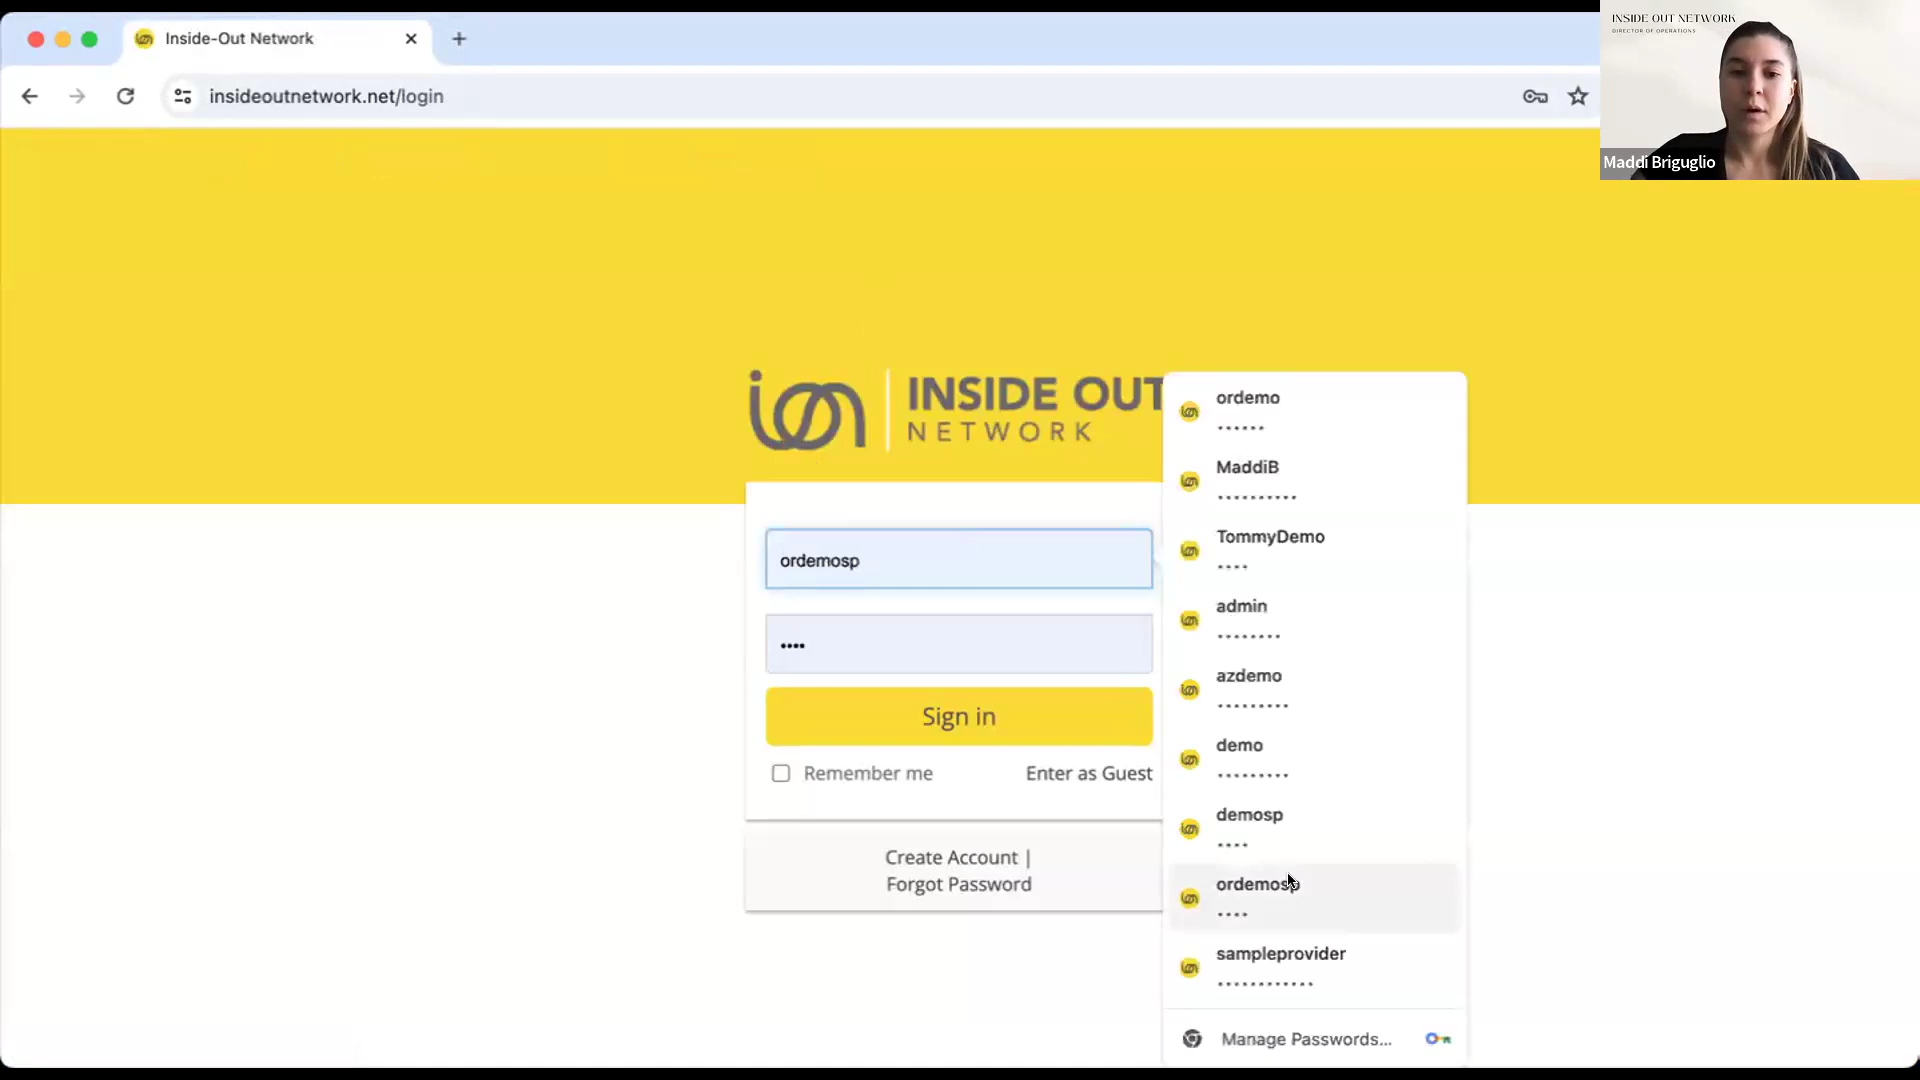 Inside-Out Network
insideoutnetwork.net/login
INSIDE OUT NETWORK
DIRECTOR OF OPERATIONS
Maddi Briguglio
ion
INSIDE OUT
NETWORK
ordemosp
••••
Sign in
Remember me
Enter as Guest
Create Account |
Forgot Password
ordemo
••••••
MaddiB
••••••••••
TommyDemo
••••
admin
••••••••
azdemo
•••••••••
demo
•••••••••
demosp
••••
ordemosp
••••
sampleprovider
••••••••••••
Manage Passwords...